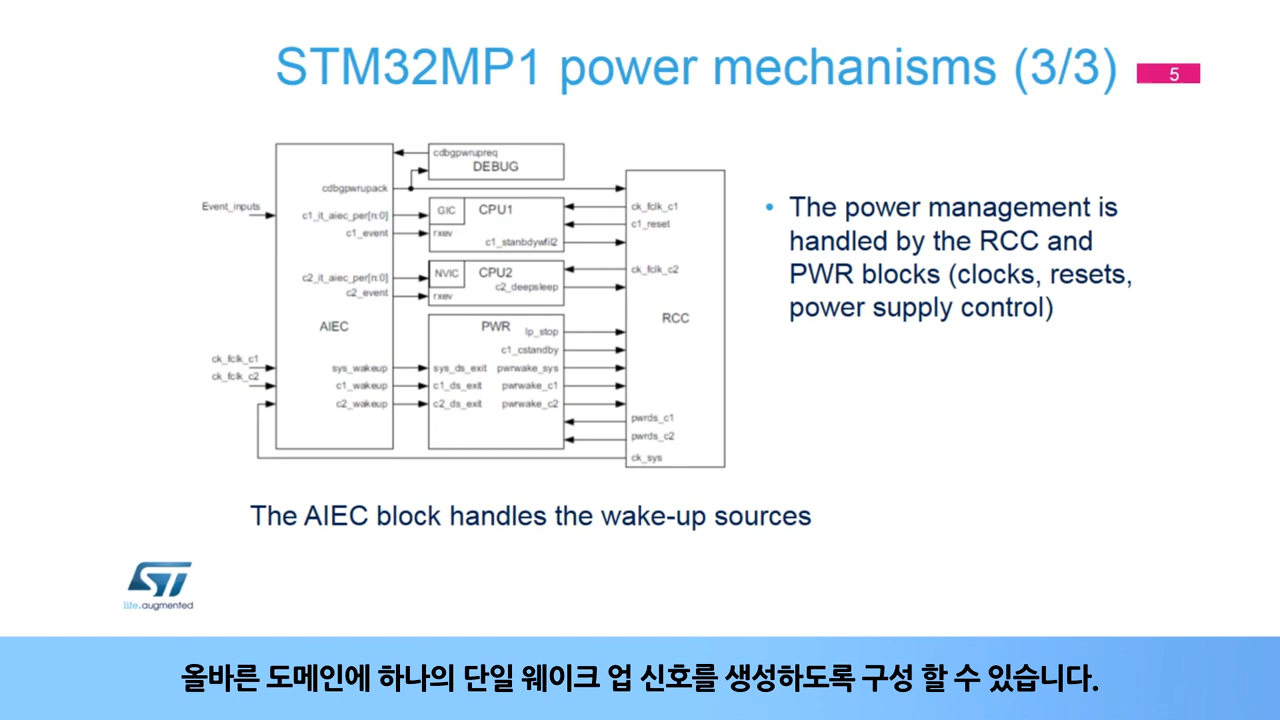 STM32MP1 power mechanisms (3/3)
5
cdbgpwrupreq
DEBUG
cdbgpwrupack
Event_inputs
c1_it_aiec_per[n:0]
GIC
CPU1
ck_fclk_c1
c1_event
rxev
c1_reset
c1_stanbdywfil2
c2_it_aiec_per[n:0]
NVIC
CPU2
ck_fclk_c2
c2_event
rxev
c2_deepsleep
AIEC
PWR
lp_stop
RCC
c1_cstandby
ck_fclk_c1
sys_wakeup
sys_ds_exit
pwrwake_sys
ck_fclk_c2
c1_wakeup
c1_ds_exit
pwrwake_c1
c2_wakeup
c2_ds_exit
pwrwake_c2
pwrds_c1
pwrds_c2
ck_sys
• The power management is
handled by the RCC and
PWR blocks (clocks, resets,
power supply control)
The AIEC block handles the wake-up sources
ST
life.augmented
올바른 도메인에 하나의 단일 웨이크 업 신호를 생성하도록 구성 할 수 있습니다.